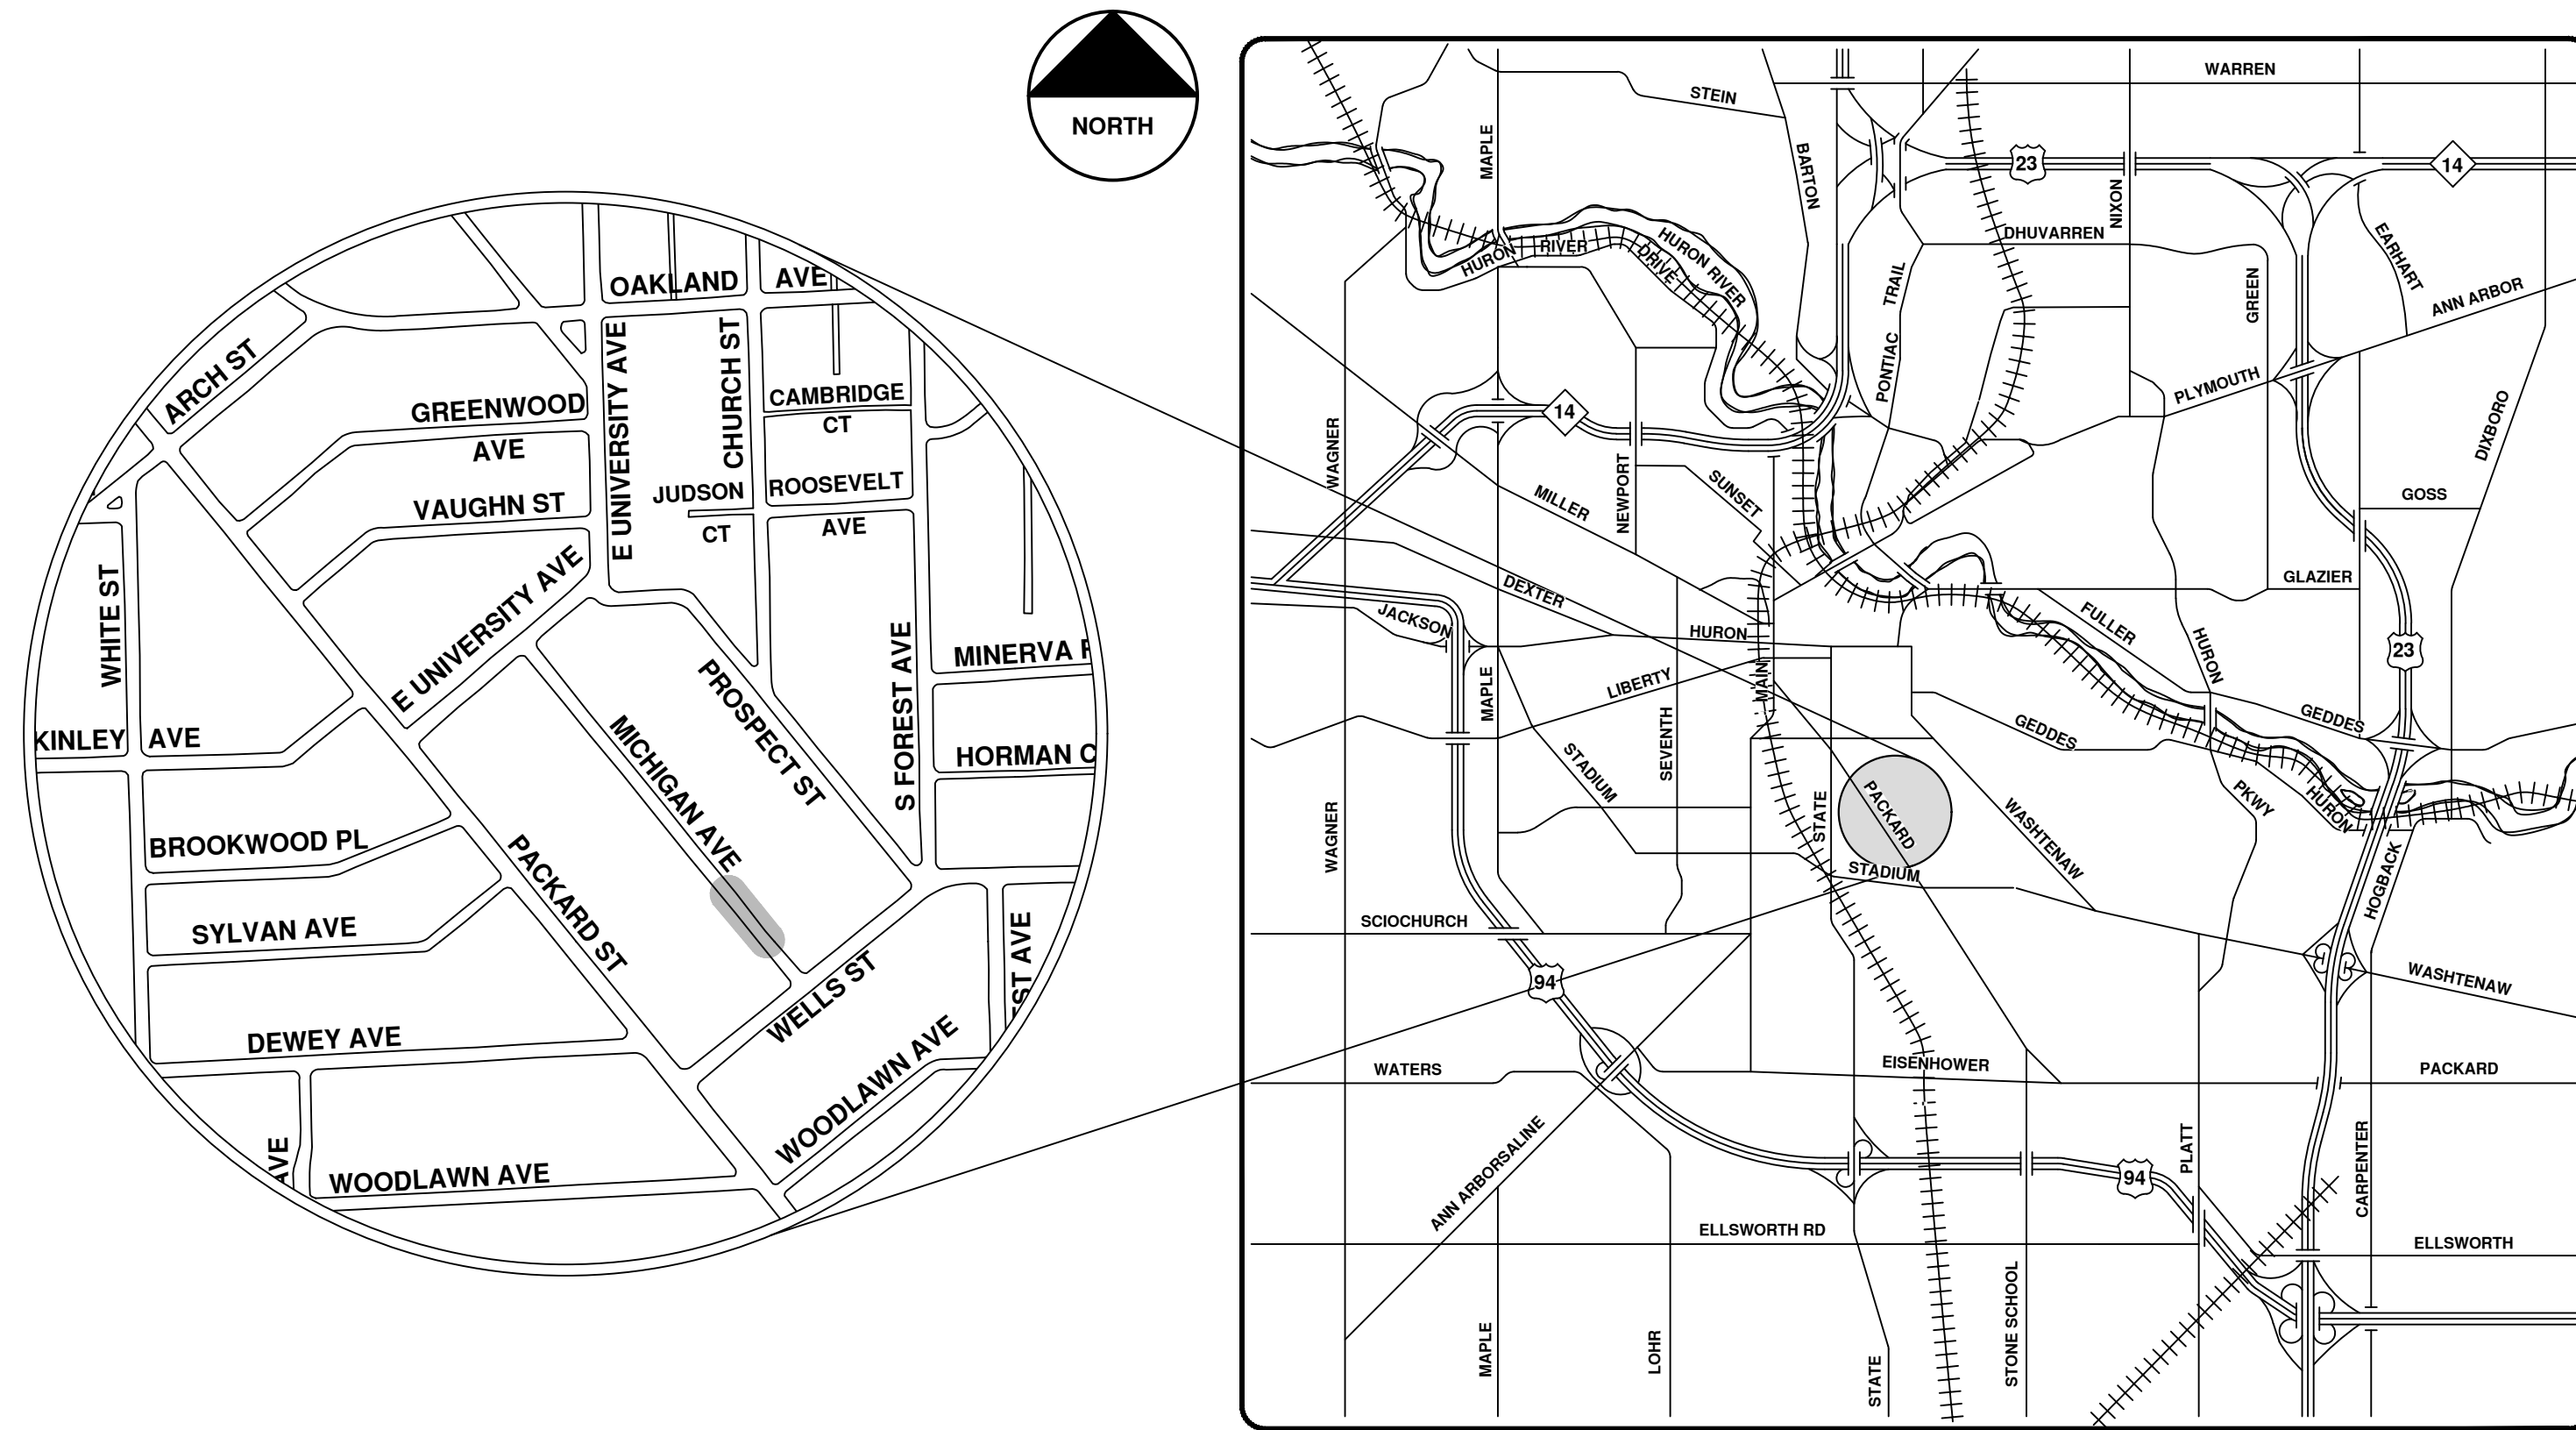 NORTH
OAKLAND AVE
ARCH ST
E UNIVERSITY AVE
CHURCH ST
CAMBRIDGE
CT
GREENWOOD
AVE
VAUGHN ST
JUDSON
CT
ROOSEVELT
AVE
WHITE ST
E UNIVERSITY AVE
S FOREST AVE
MINERVA
PROSPECT ST
MICHIGAN AVE
KINLEY AVE
HORMAN C
BROOKWOOD PL
PACKARD ST
SYLVAN AVE
WELLS ST
EST AVE
DEWEY AVE
WOODLAWN AVE
AVE
WOODLAWN AVE
WARREN
STEIN
MAPLE
BARTON
23
14
NIXON
DHUVARREN
EARHART
HURON
RIVER
DRIVE
HURON RIVER
TRAIL
GREEN
ANN ARBOR
PONTIAC
PLYMOUTH
14
WAGNER
DIXBORO
NEWPORT
MILLER
SUNSET
GOSS
DEXTER
GLAZIER
JACKSON
HURON
FULLER
HURON
23
LIBERTY
MAIN
MAPLE
SEVENTH
GEDDES
GEDDES
STADIUM
STATE
PACKARD
WASHTENAW
PKWY
HURON
WAGNER
STADIUM
HOGBACK
SCIOCHURCH
94
WASHTENAW
WATERS
EISENHOWER
PACKARD
ANN ARBORSALINE
PLATT
CARPENTER
94
ELLSWORTH RD
ELLSWORTH
MAPLE
LOHR
STATE
STONE SCHOOL